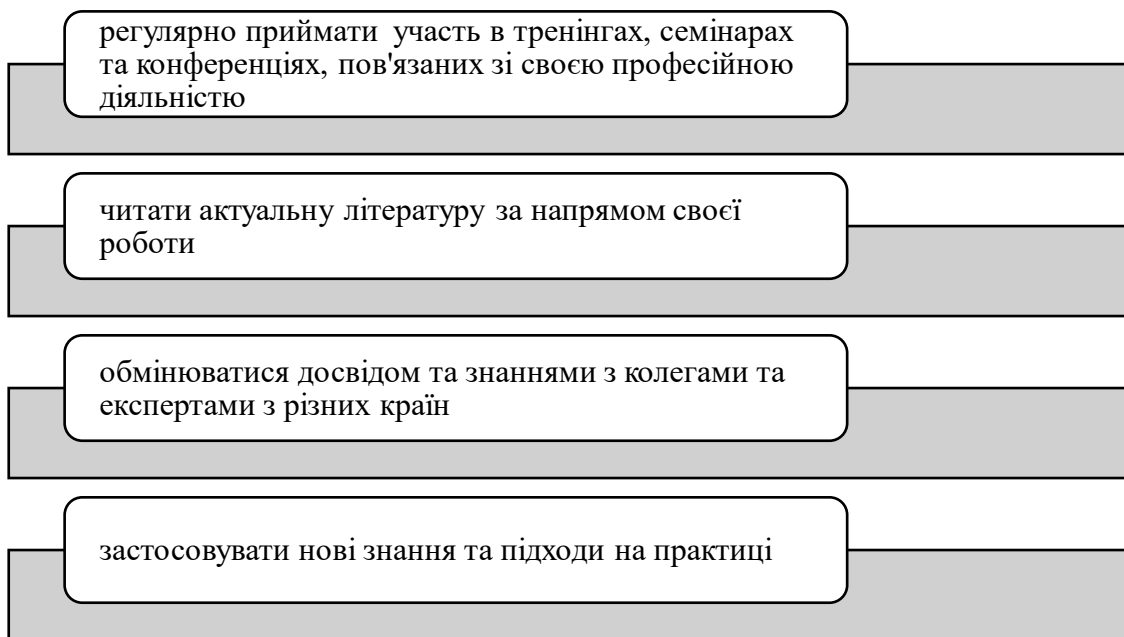 регулярно приймати  участь в тренінгах, семінарах
та конференціях, пов'язаних зі своєю професійною
діяльністю
читати актуальну літературу за напрямом своєї
роботи
обмінюватися досвідом та знаннями з колегами та
експертами з різних країн
застосовувати нові знання та підходи на практиці